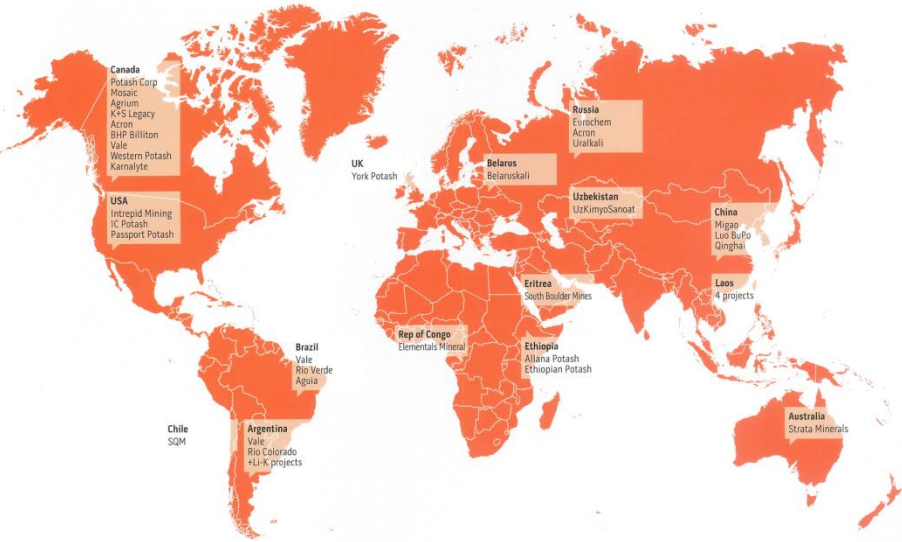 Canada
Potash Corp
Mosaic
Agrium
K+S Legacy
Acron
BHP Billiton
Vale
Western Potash
Karnalyte
USA
Intrepid Mining
IC Potash
Passport Potash
UK
York Potash
Belarus
Belaruskali
Russia
Eurochem
Acron
Uralkali
Uzbekistan
UzKimyoSanoat
China
Migao
Luo BuPo
Qinghai
Laos
4 projects
Eritrea
South Boulder Mines
Rep of Congo
Elementals Mineral
Ethiopia
Allana Potash
Ethiopian Potash
Brazil
Vale
Rio Verde
Aguia
Chile
SQM
Argentina
Vale
Rio Colorado
+Li-K projects
Australia
Strata Minerals